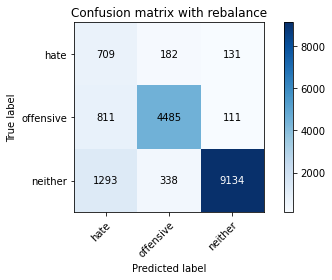 Confusion matrix with rebalance
True label
hate
709
182
131
offensive
811
4485
111
neither
1293
338
9134
hate
offensive
neither
Predicted label
8000
6000
4000
2000